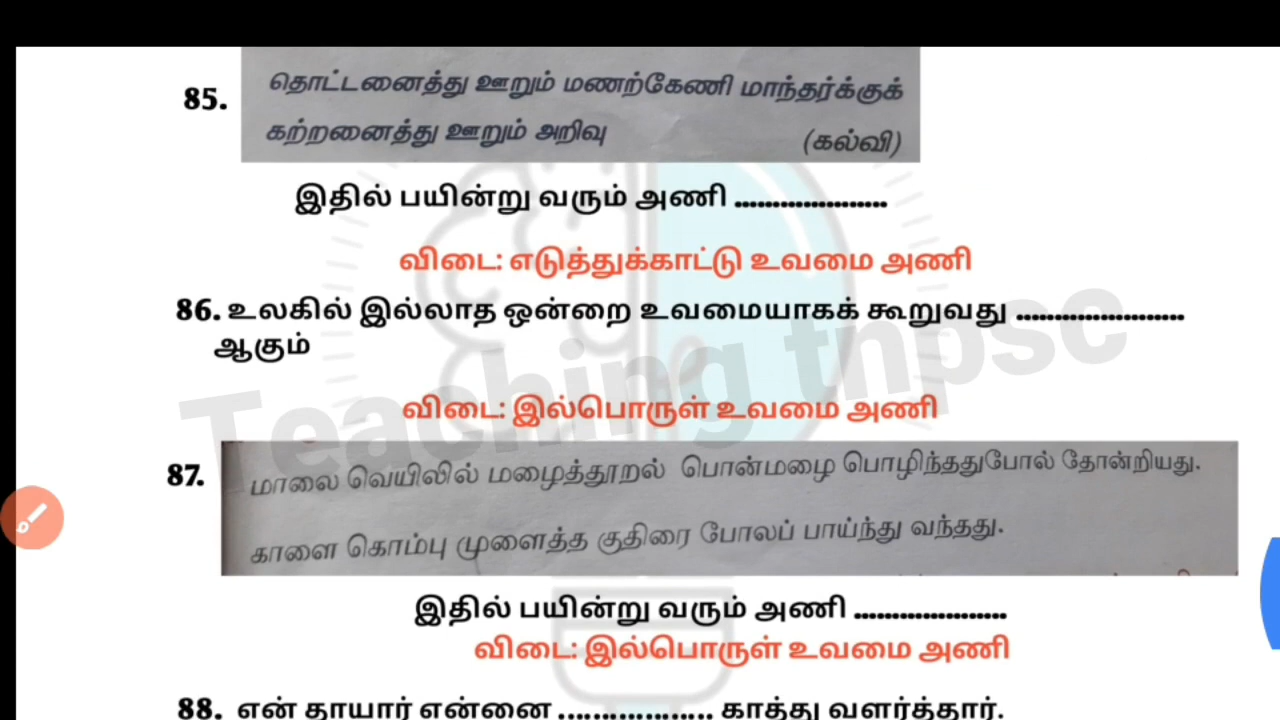 85.
தொட்டனைத்து ஊறும் மணற்கேணி மாந்தர்க்குக்
கற்றனைத்து ஊறும் அறிவு (கல்வி)
இதில் பயின்று வரும் அணி .....................
விடை: எடுத்துக்காட்டு உவமை அணி
86. உலகில் இல்லாத ஒன்றை உவமையாகக் கூறுவது .......................
ஆகும்
விடை: இல்பொருள் உவமை அணி
Teaching tnpsc
87.
மாலை வெயிலில் மழைத்தூறல் பொன்மழை பொழிந்ததுபோல் தோன்றியது.
காளை கொம்பு முளைத்த குதிரை போலப் பாய்ந்து வந்தது.
இதில் பயின்று வரும் அணி .....................
விடை: இல்பொருள் உவமை அணி
88. என் தாயார் என்னை ................. காத்து வளர்த்தார்.